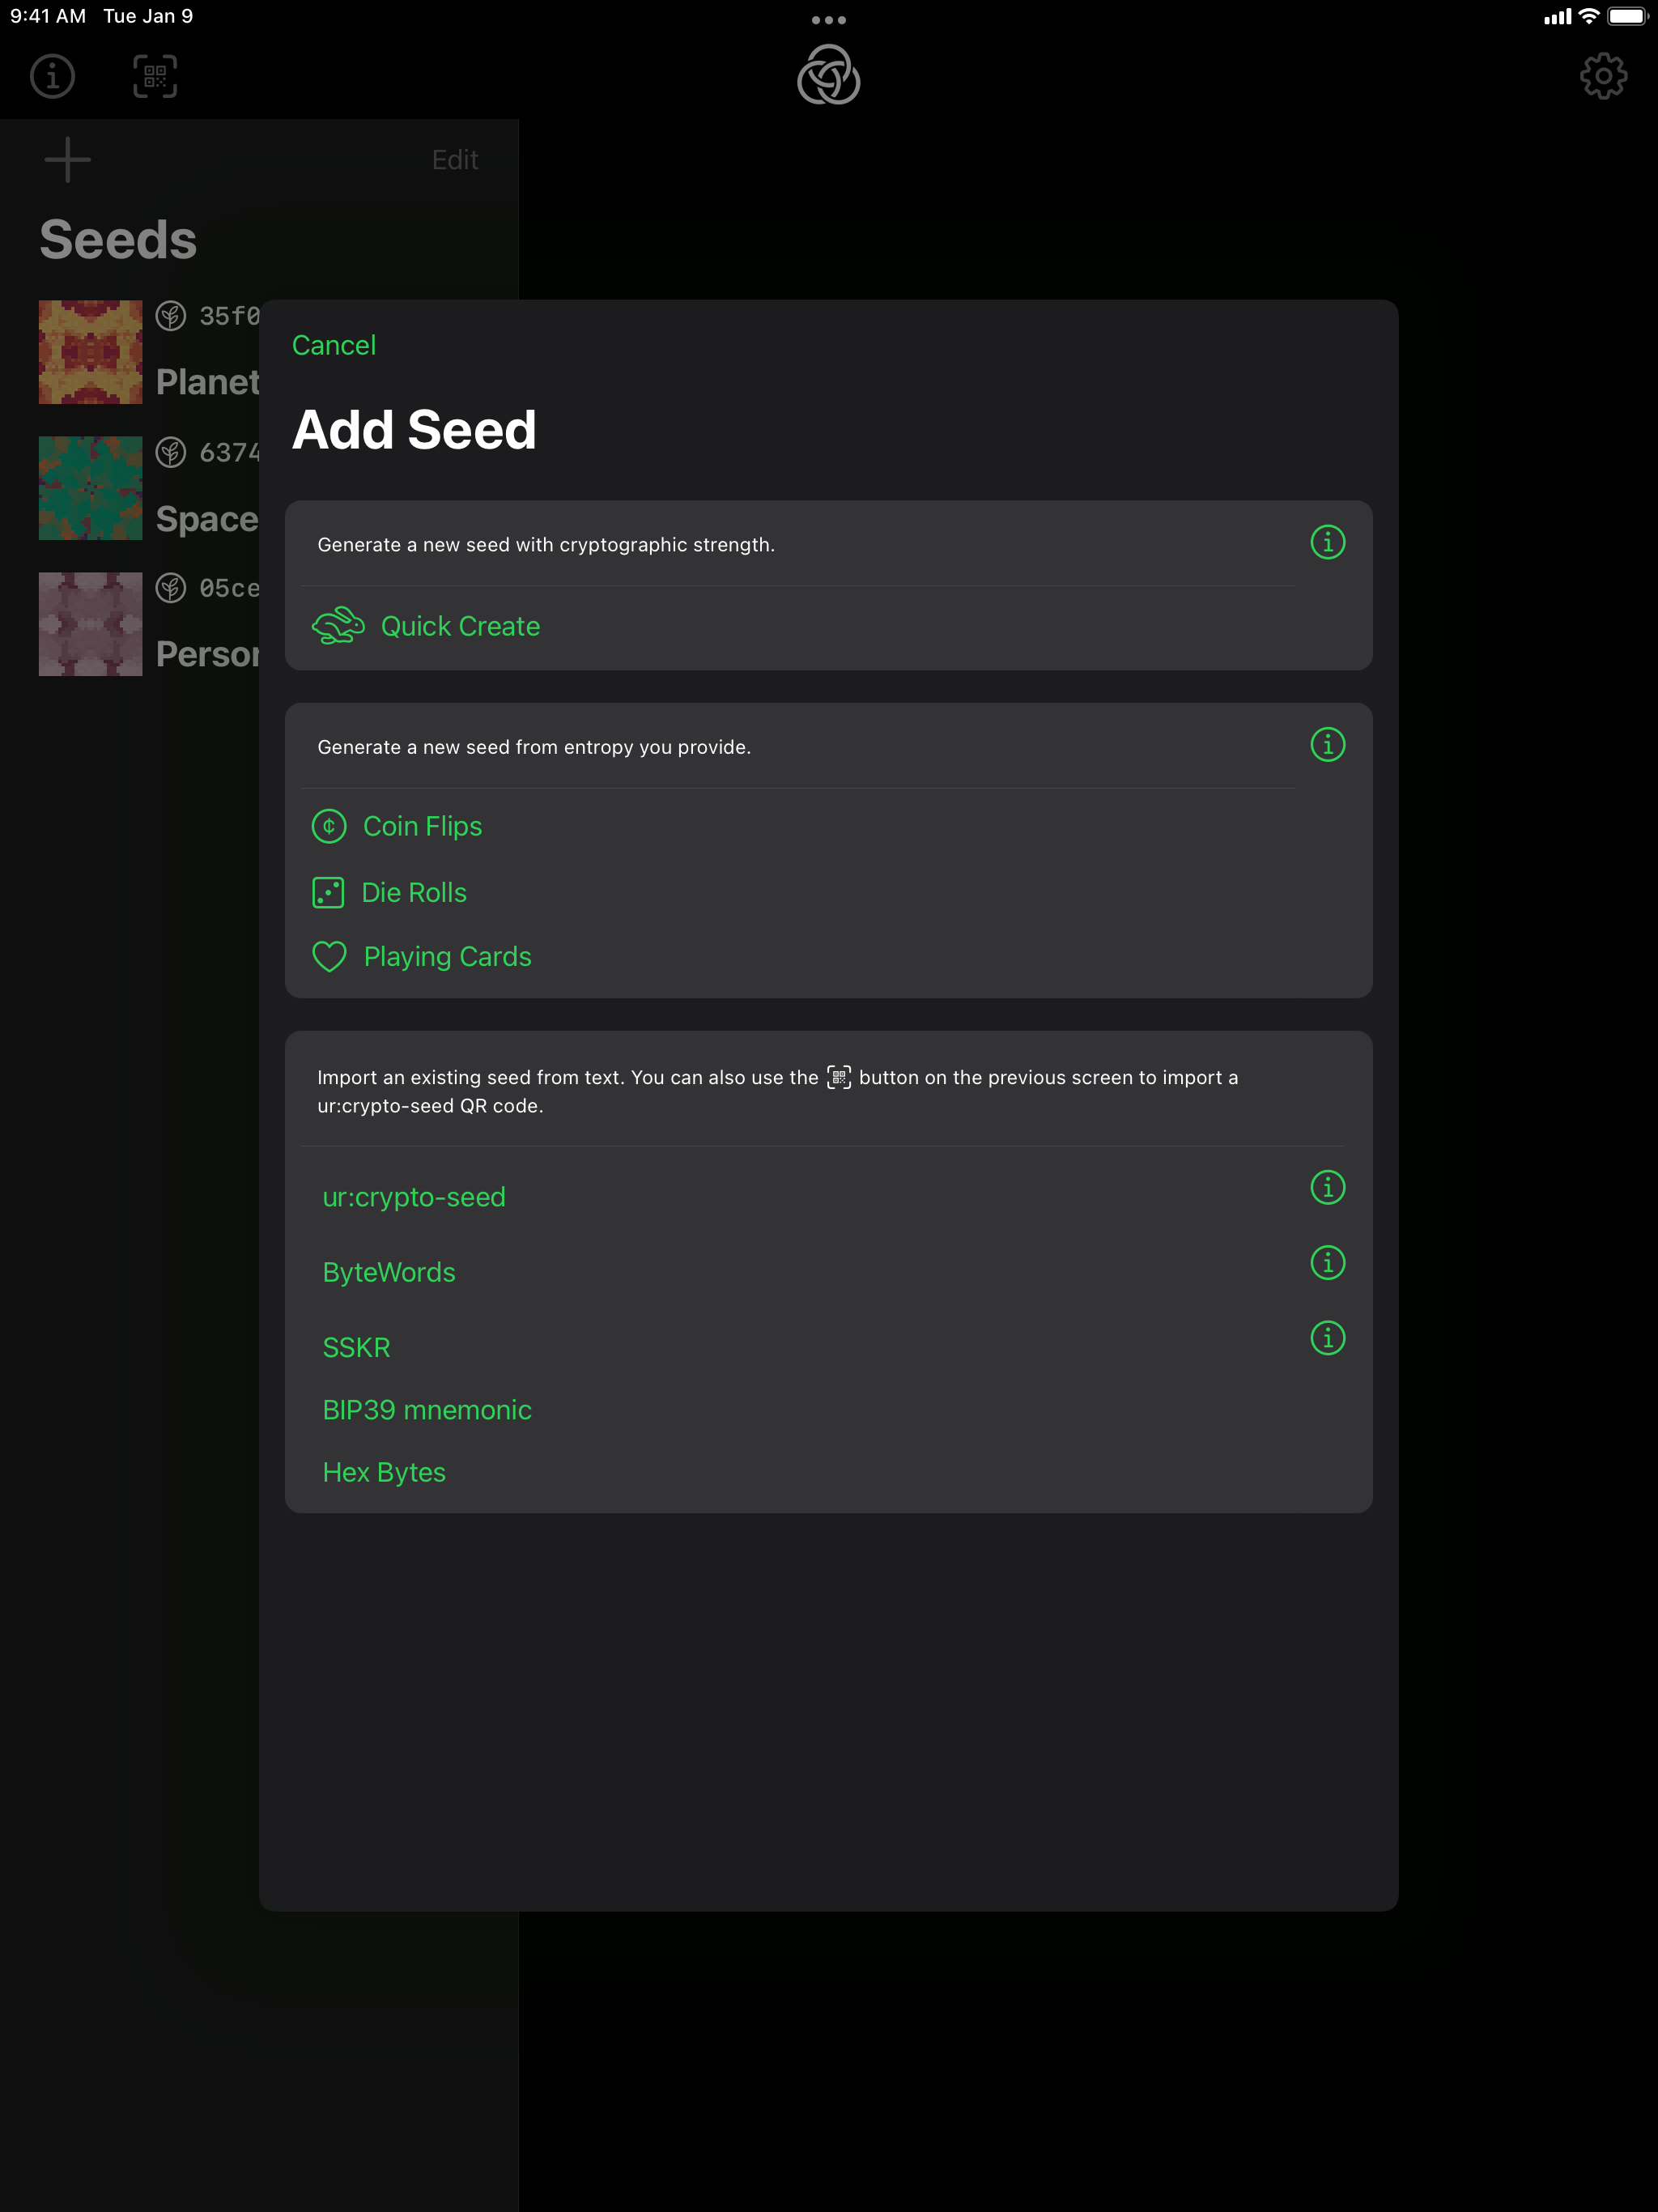 9:41 AM Tue Jan 9
Edit
Seeds
35f0
Planet
6374
Space
05ce
Person
Cancel
Add Seed
Generate a new seed with cryptographic strength.
Quick Create
Generate a new seed from entropy you provide.
Coin Flips
Die Rolls
Playing Cards
Import an existing seed from text. You can also use the button on the previous screen to import a
ur:crypto-seed QR code.
ur:crypto-seed
ByteWords
SSKR
BIP39 mnemonic
Hex Bytes